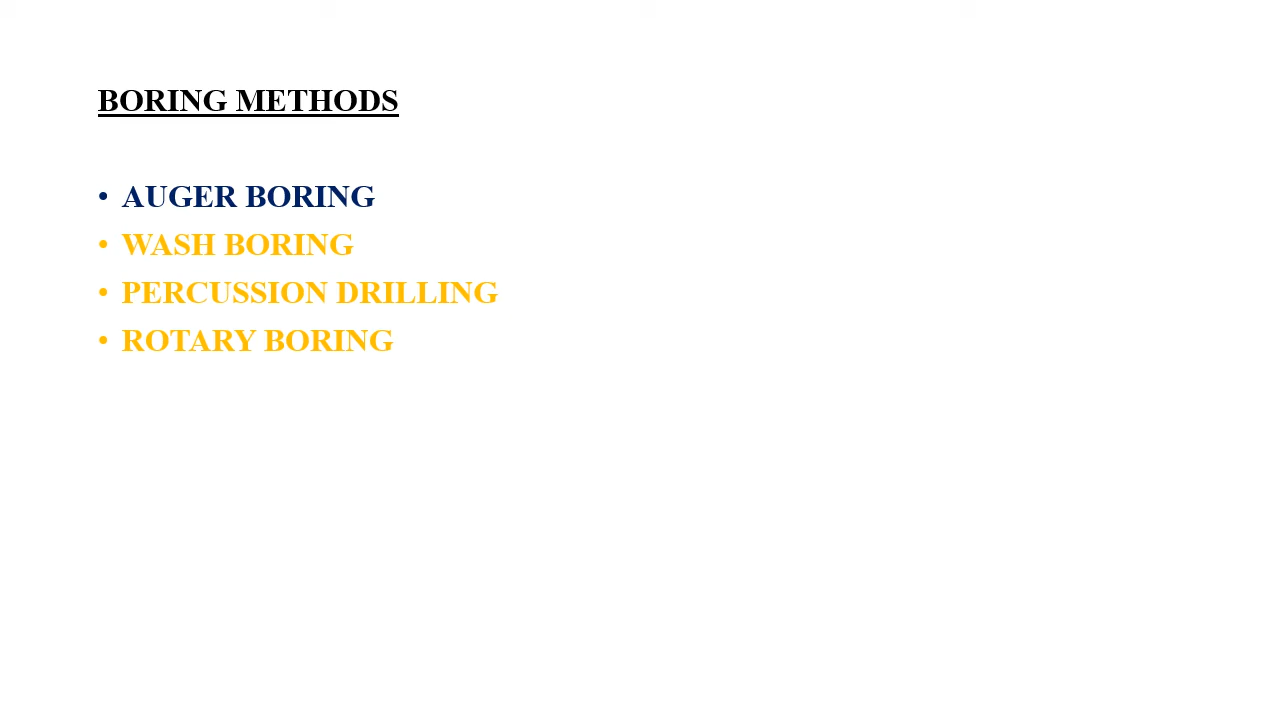 BORING METHODS
• AUGER BORING
• WASH BORING
• PERCUSSION DRILLING
• ROTARY BORING